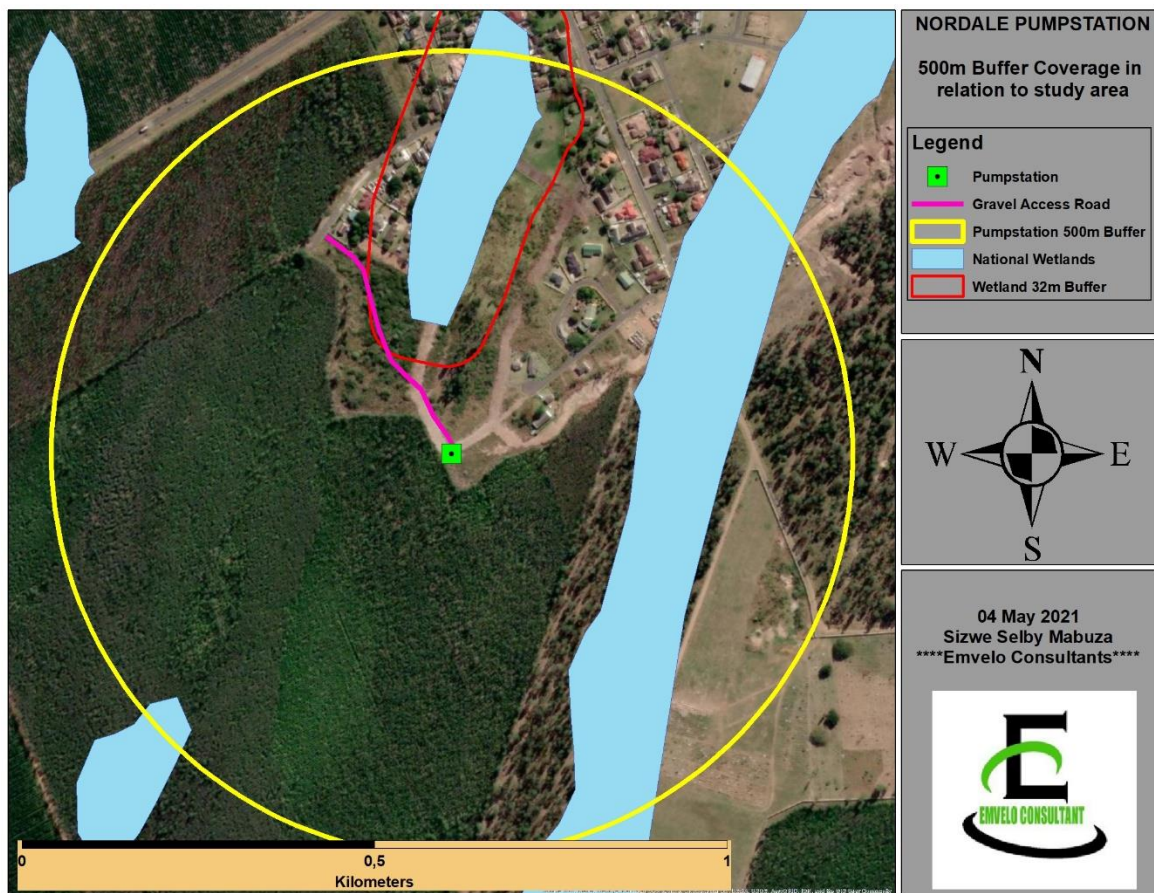 NORDALE PUMPSTATION
500m Buffer Coverage in
relation to study area
Legend
Pumpstation
Gravel Access Road
Pumpstation 500m Buffer
National Wetlands
Wetland 32m Buffer
N
W E
S
04 May 2021
Sizwe Selby Mabuza
****Emvelo Consultants****
E
EMVELO CONSULTANT
0 0,5 1
Kilometers